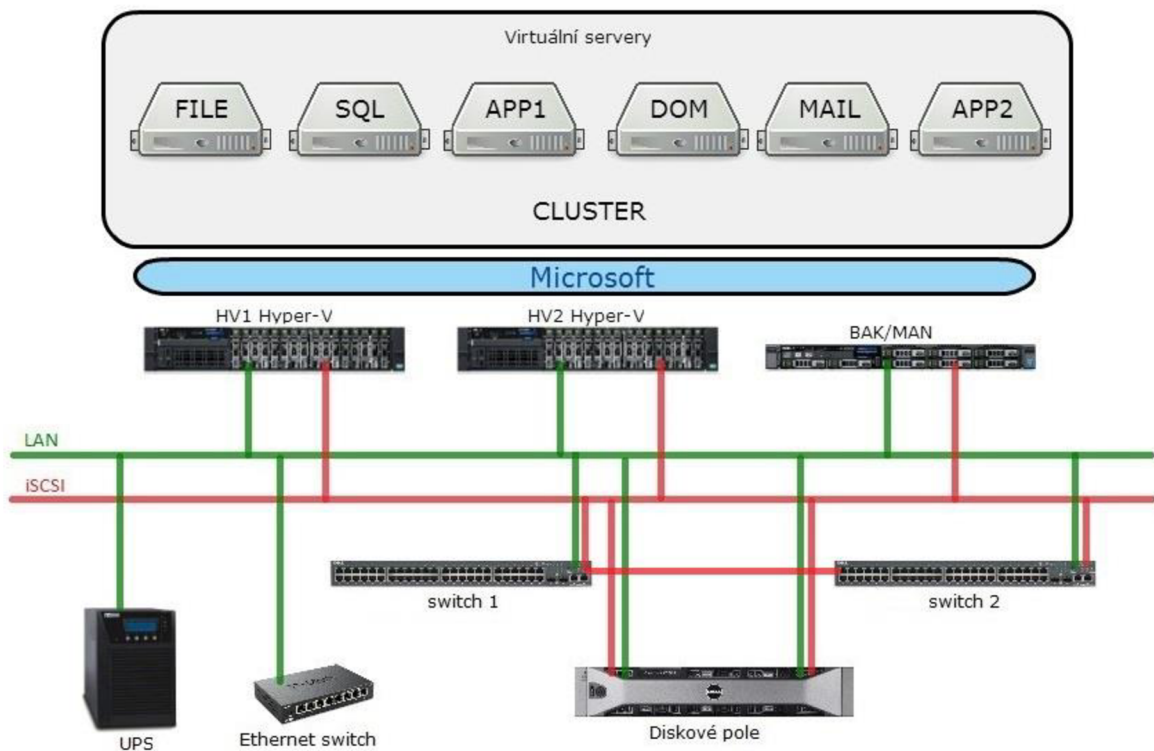 Virtuální servery
FILE
SQL
APP1
DOM
MAIL
APP2
CLUSTER
Microsoft
HV1 Hyper-V
HV2 Hyper-V
BAK/MAN
LAN
iSCSI
switch 1
switch 2
UPS
Ethernet switch
Diskové pole